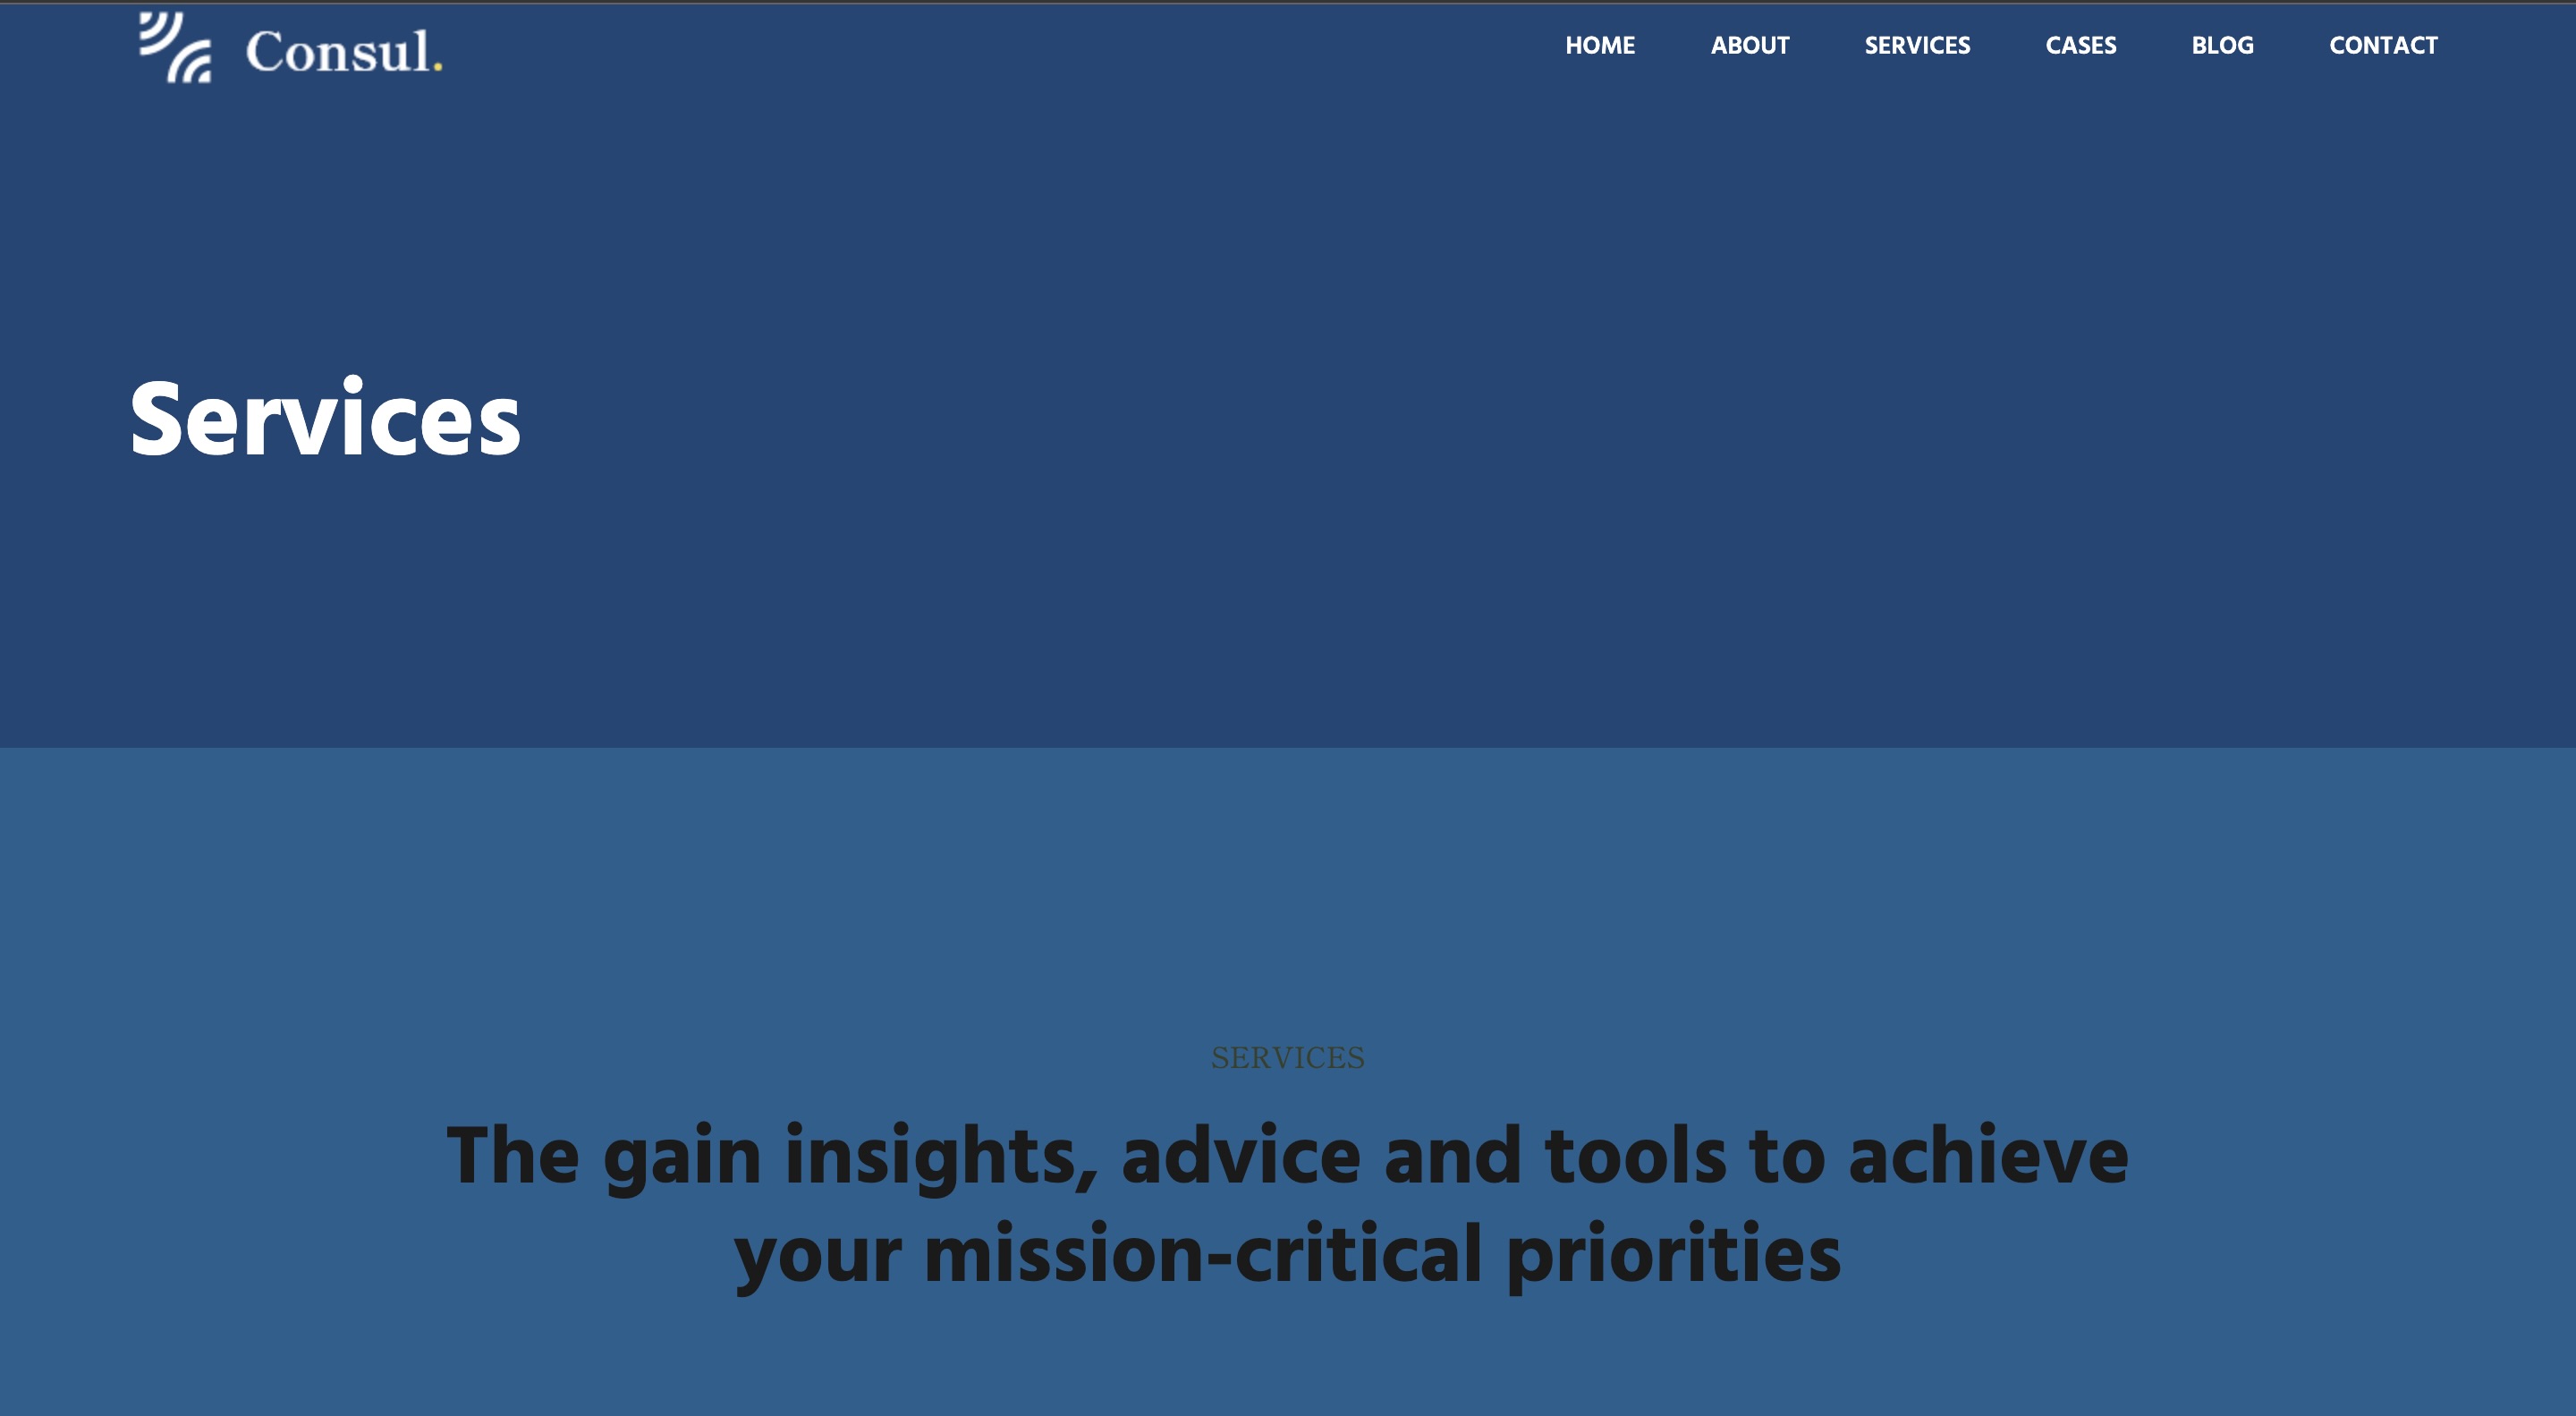 Consul.
HOME ABOUT SERVICES CASES BLOG CONTACT
Services
SERVICES
The gain insights, advice and tools to achieve
your mission-critical priorities